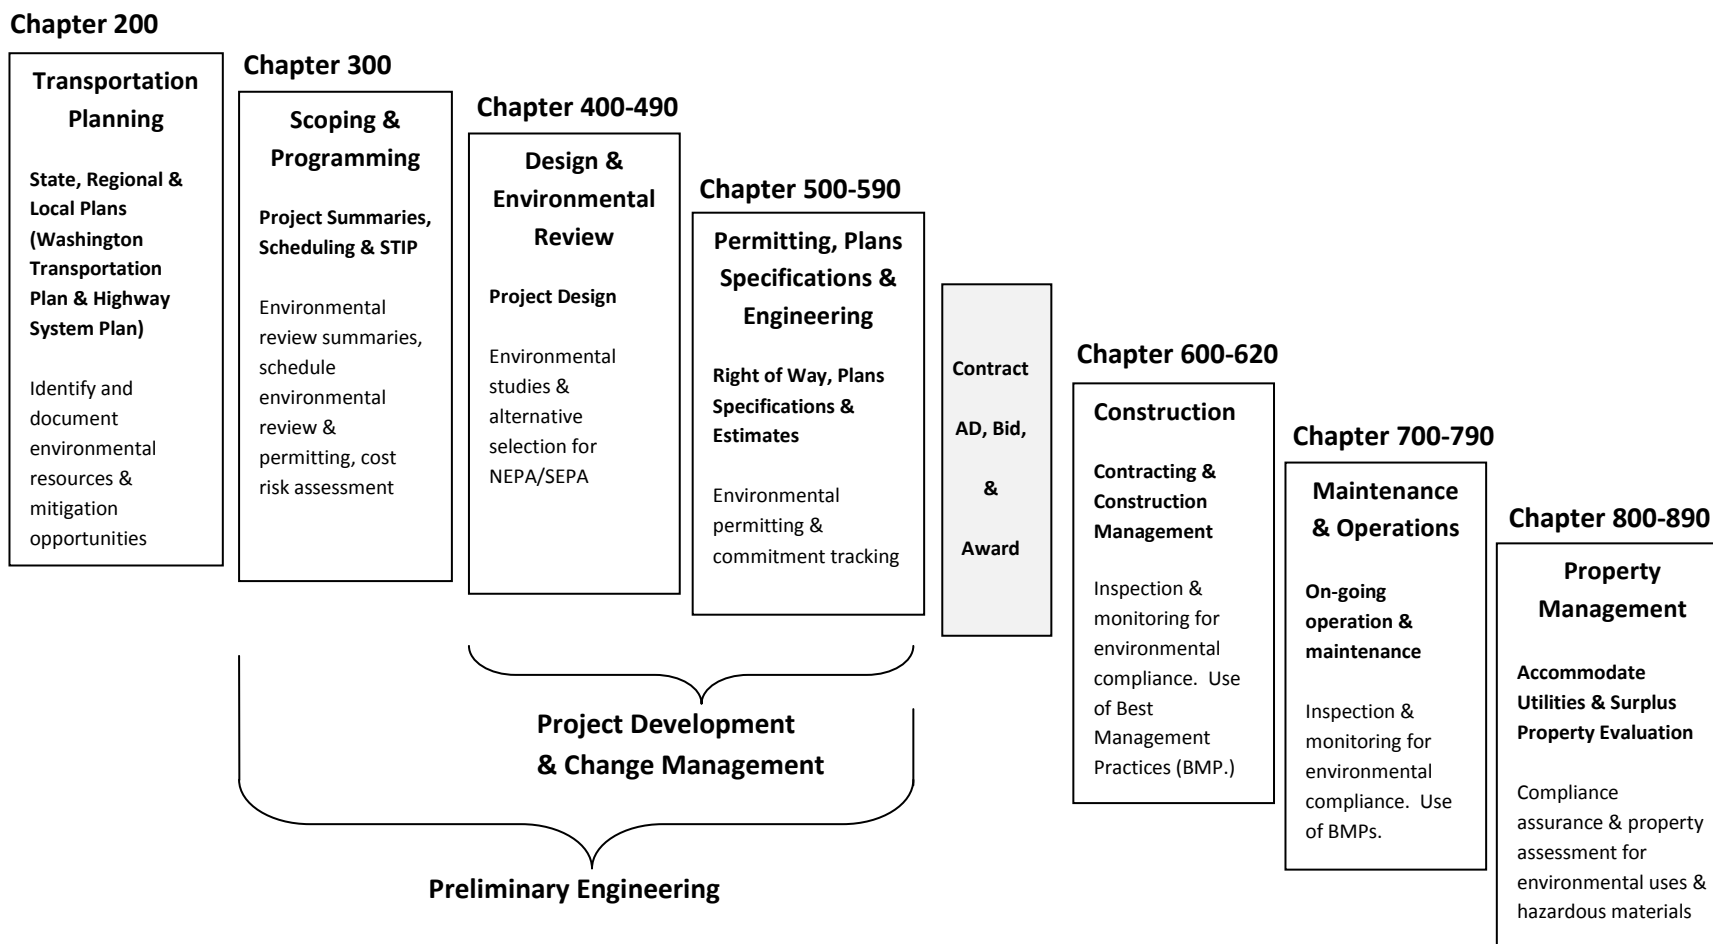 Chapter 200
Transportation
Planning
State, Regional &
Local Plans
(Washington
Transportation
Plan & Highway
System Plan)
Identify and
document
environmental
resources &
mitigation
opportunities
Chapter 300
Scoping &
Programming
Project Summaries,
Scheduling & STIP
Environmental
review summaries,
schedule
environmental
review &
permitting, cost
risk assessment
Chapter 400-490
Design &
Environmental
Review
Project Design
Environmental
studies &
alternative
selection for
NEPA/SEPA
Chapter 500-590
Permitting, Plans
Specifications &
Engineering
Right of Way, Plans
Specifications &
Estimates
Environmental
permitting &
commitment tracking
Contract
AD, Bid,
&
Award
Chapter 600-620
Construction
Contracting &
Construction
Management
Inspection &
monitoring for
environmental
compliance.  Use
of Best
Management
Practices (BMP.)
Chapter 700-790
Maintenance
& Operations
On-going
operation &
maintenance
Inspection &
monitoring for
environmental
compliance.  Use
of BMPs.
Chapter 800-890
Property
Management
Accommodate
Utilities & Surplus
Property Evaluation
Compliance
assurance & property
assessment for
environmental uses &
hazardous materials
Project Development
& Change Management
Preliminary Engineering